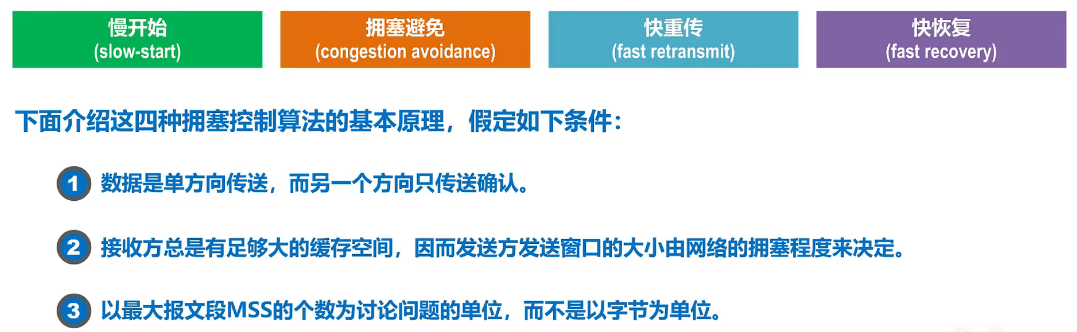 慢开始
(slow-start)
拥塞避免
(congestion avoidance)
快重传
(fast retransmit)
快恢复
(fast recovery)
下面介绍这四种拥塞控制算法的基本原理，假定如下条件：
1 数据是单方向传送，而另一个方向只传送确认。
2 接收方总是有足够大的缓存空间，因而发送方发送窗口的大小由网络的拥塞程度来决定。
3 以最大报文段MSS的个数为讨论问题的单位，而不是以字节为单位。